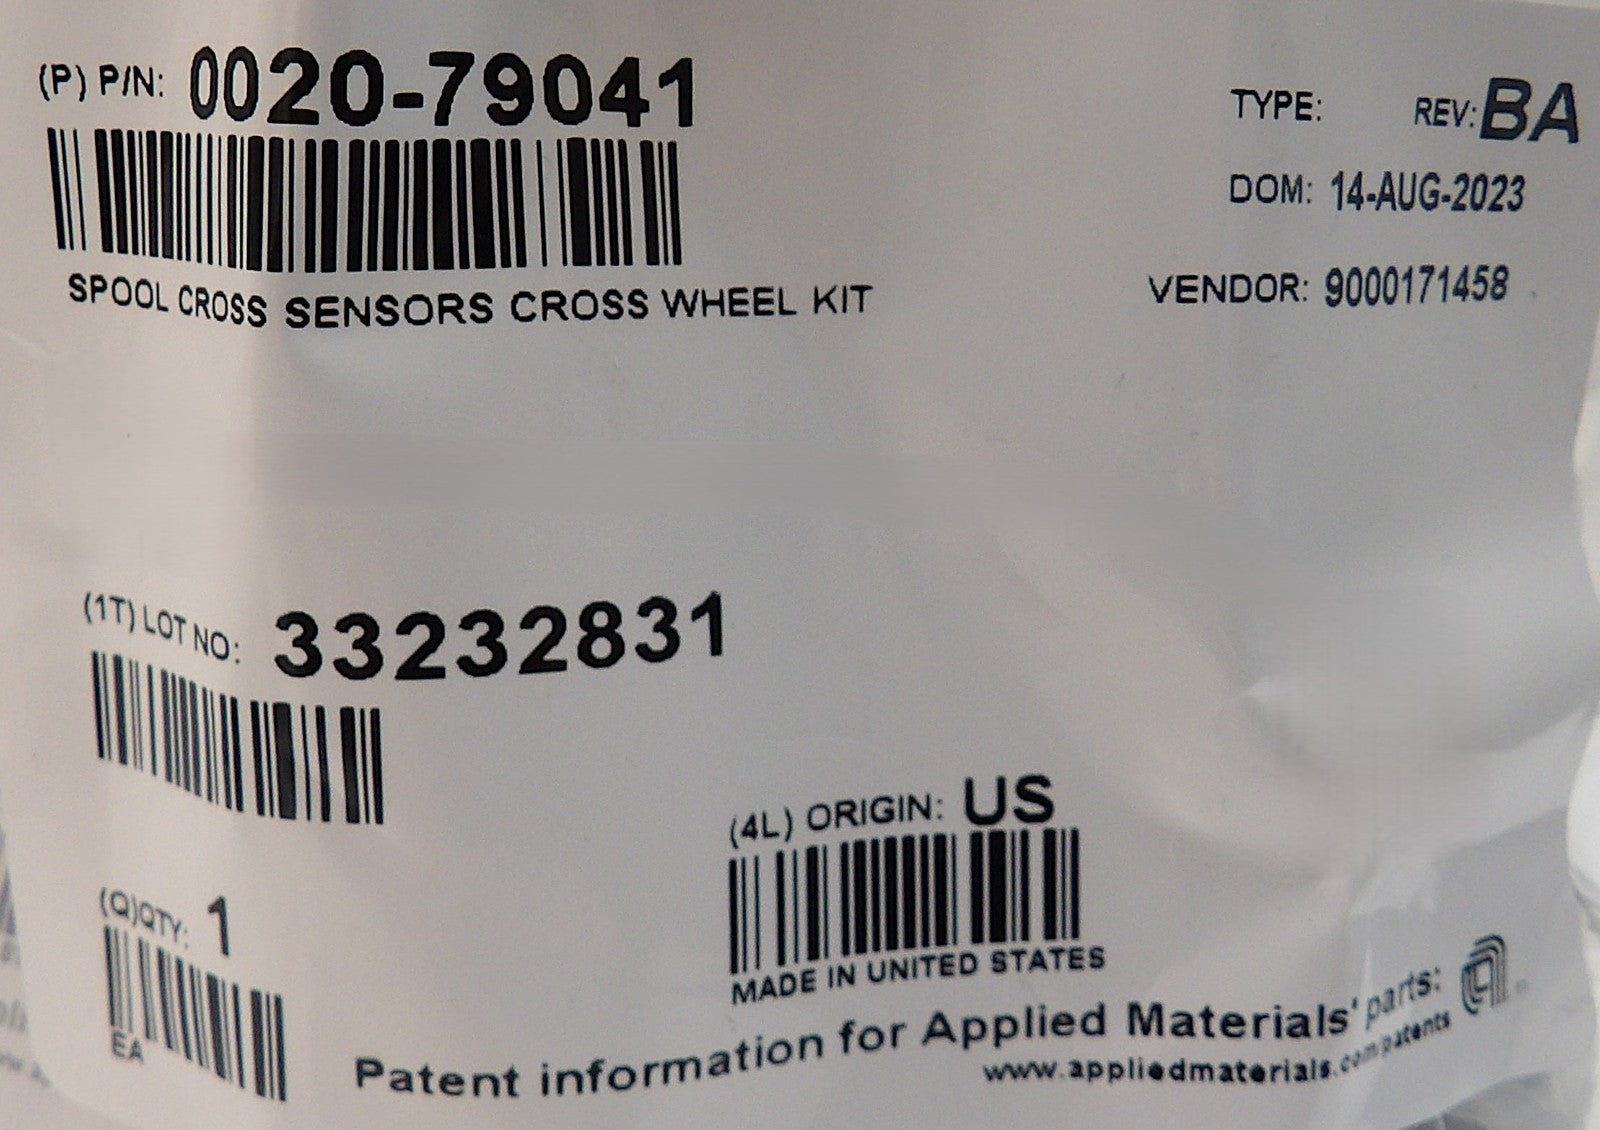 (P) P/N: 0020-79041
TYPE: REV: BA
DOM: 14-AUG-2023
SPOOL CROSS SENSORS CROSS WHEEL KIT
VENDOR: 9000171458
(1T) LOT NO: 33232831
(4L) ORIGIN: US
(Q)QTY: 1
MADE IN UNITED STATES
EA
Patent information for Applied Materials' parts:
www.appliedmaterials.com/patents